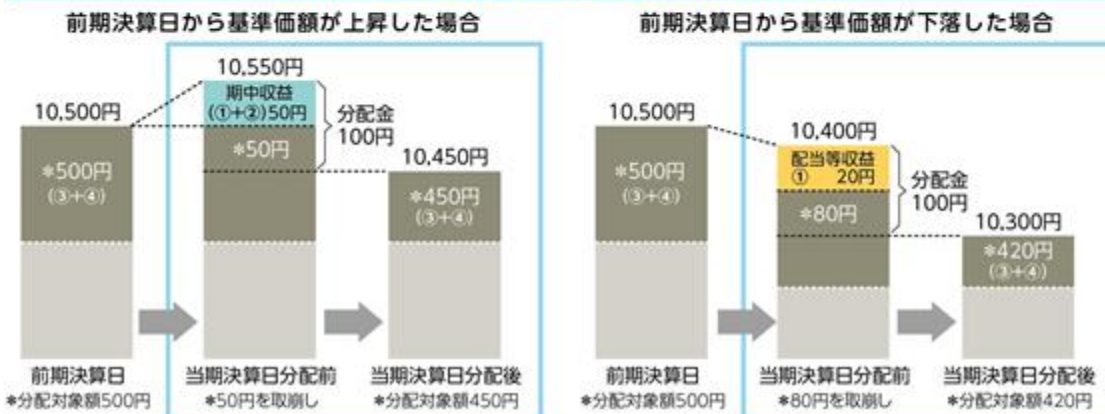 前期決算日から基準価額が上昇した場合
10,550円
期中収益
(①+②)50円
10,500円
分配金
100円
*50円
*500円
(③+④)
10,450円
*450円
(③+④)
前期決算日
*分配対象額500円
当期決算日分配前
*50円を取崩し
当期決算日分配後
*分配対象額450円
前期決算日から基準価額が下落した場合
10,500円
10,400円
*500円
(③+④)
配当等収益
① 20円
分配金
100円
*80円
10,300円
*420円
(③+④)
前期決算日
*分配対象額500円
当期決算日分配前
*80円を取崩し
当期決算日分配後
*分配対象額420円